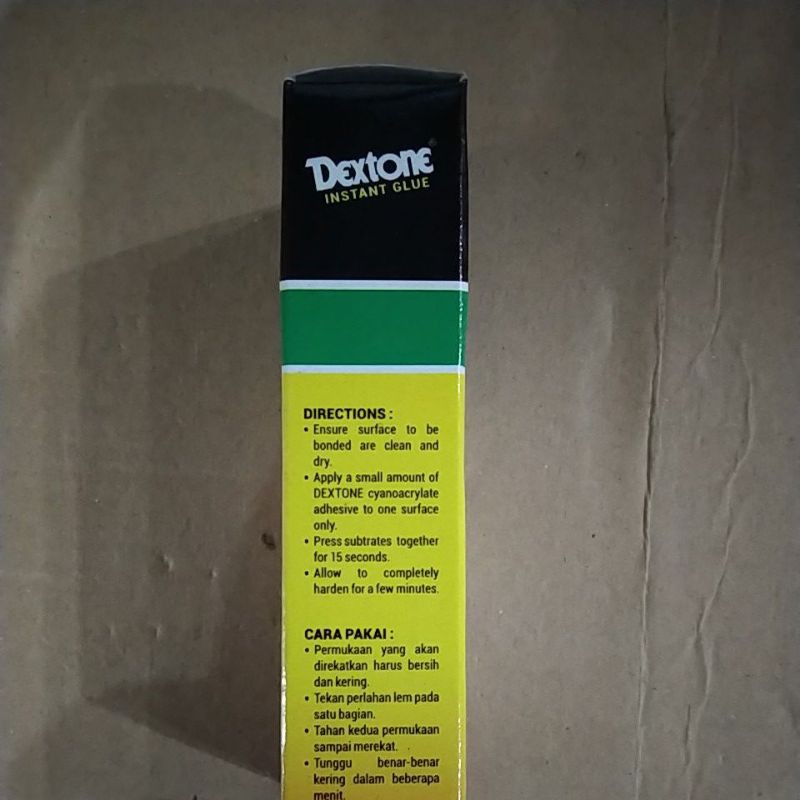 Dextone®
INSTANT GLUE
DIRECTIONS :
• Ensure surface to be
bonded are clean and
dry.
• Apply a small amount of
DEXTONE cyanoacrylate
adhesive to one surface
only.
• Press subtrates together
for 15 seconds.
• Allow to completely
harden for a few minutes.
CARA PAKAI :
• Permukaan yang akan
direkatkan harus bersih
dan kering.
• Tekan perlahan lem pada
satu bagian.
• Tahan kedua permukaan
sampai merekat.
• Tunggu benar-benar
kering dalam beberapa
menit.